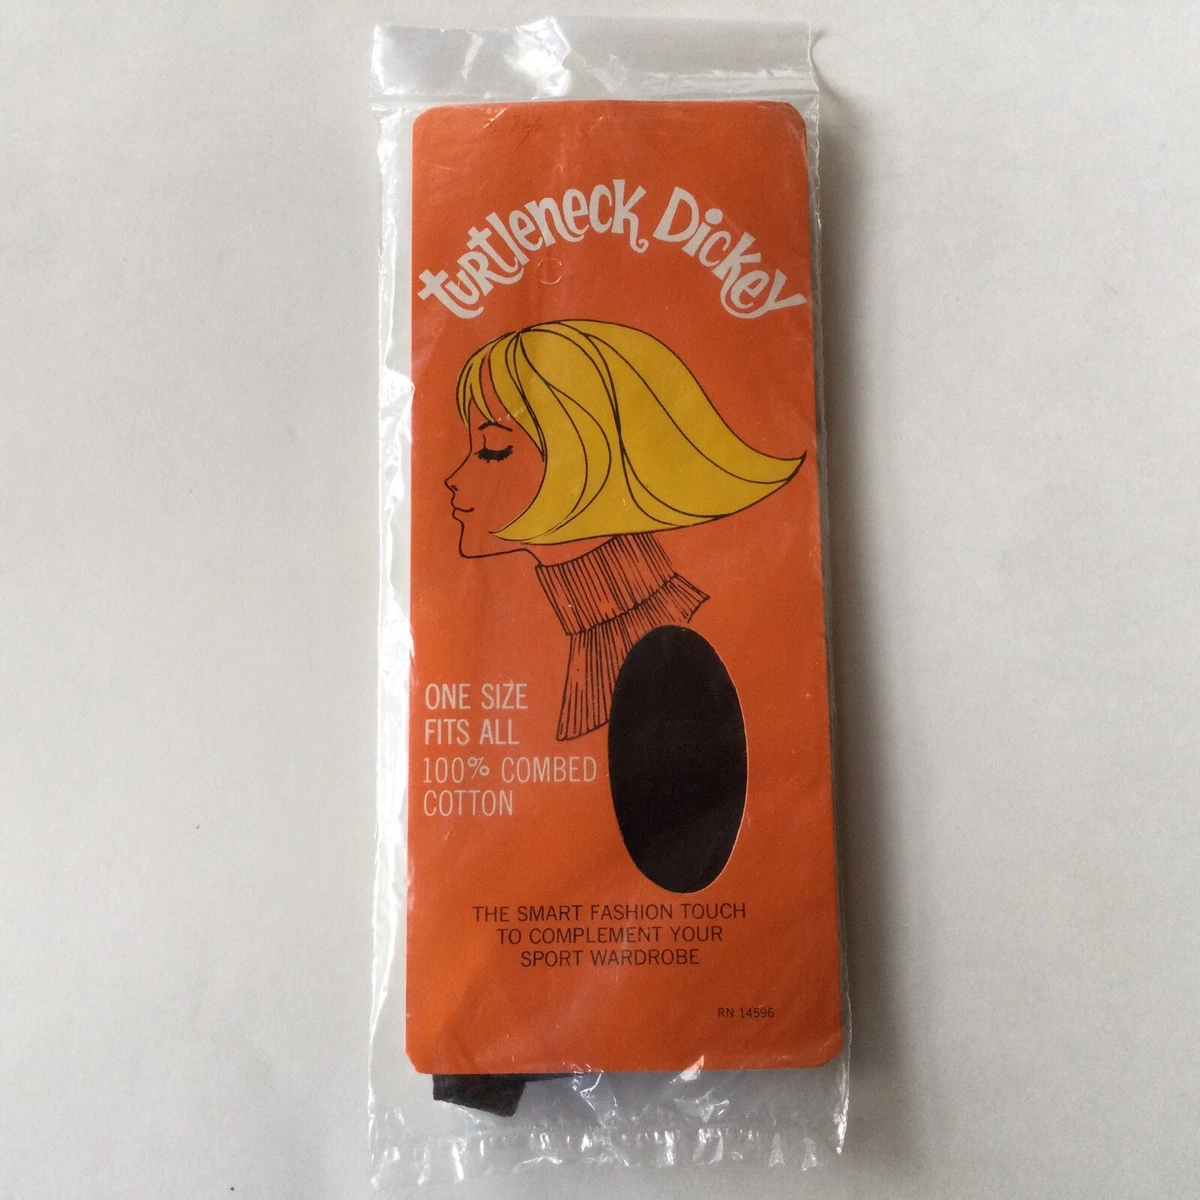 Turtleneck Dickey
ONE SIZE
FITS ALL
100% COMBED
COTTON
THE SMART FASHION TOUCH
TO COMPLEMENT YOUR
SPORT WARDROBE
RN 14596